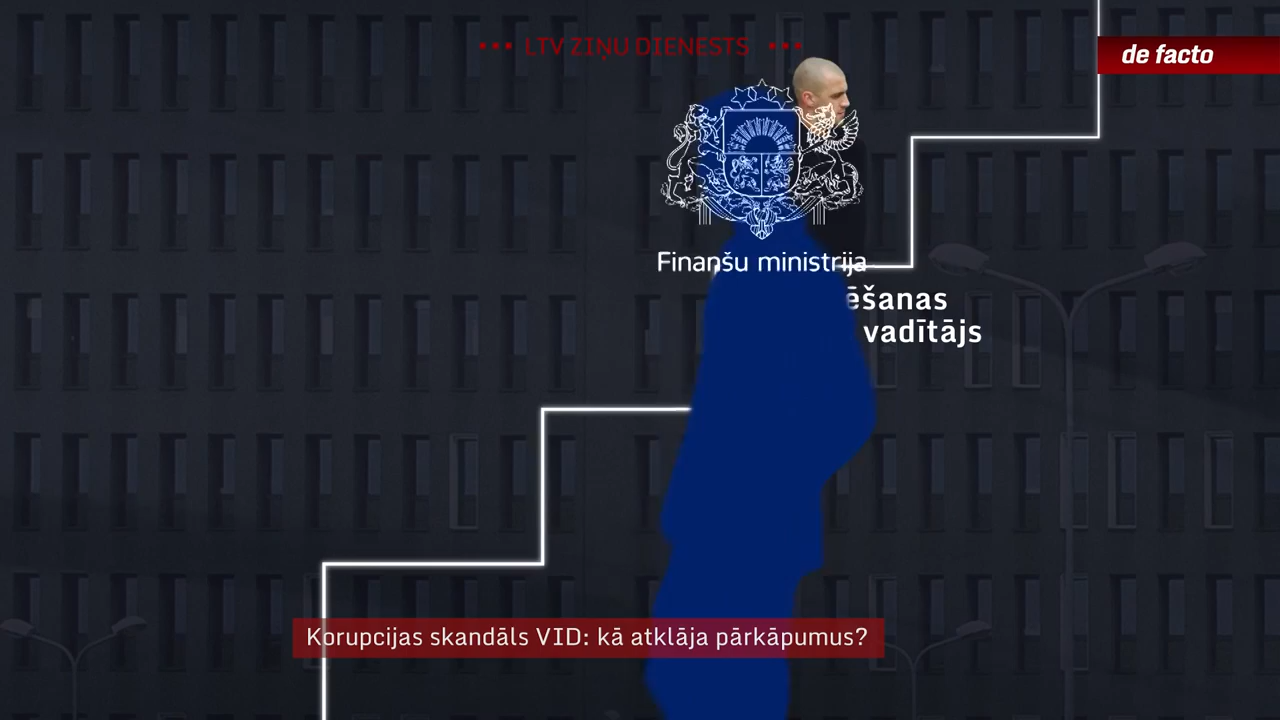 LTV ZIŅU DIENESTS
de facto
Finanšu ministrija
ēšanas
vadītājs
Korupcijas skandāls VID: kā atklāja pārkāpumus?